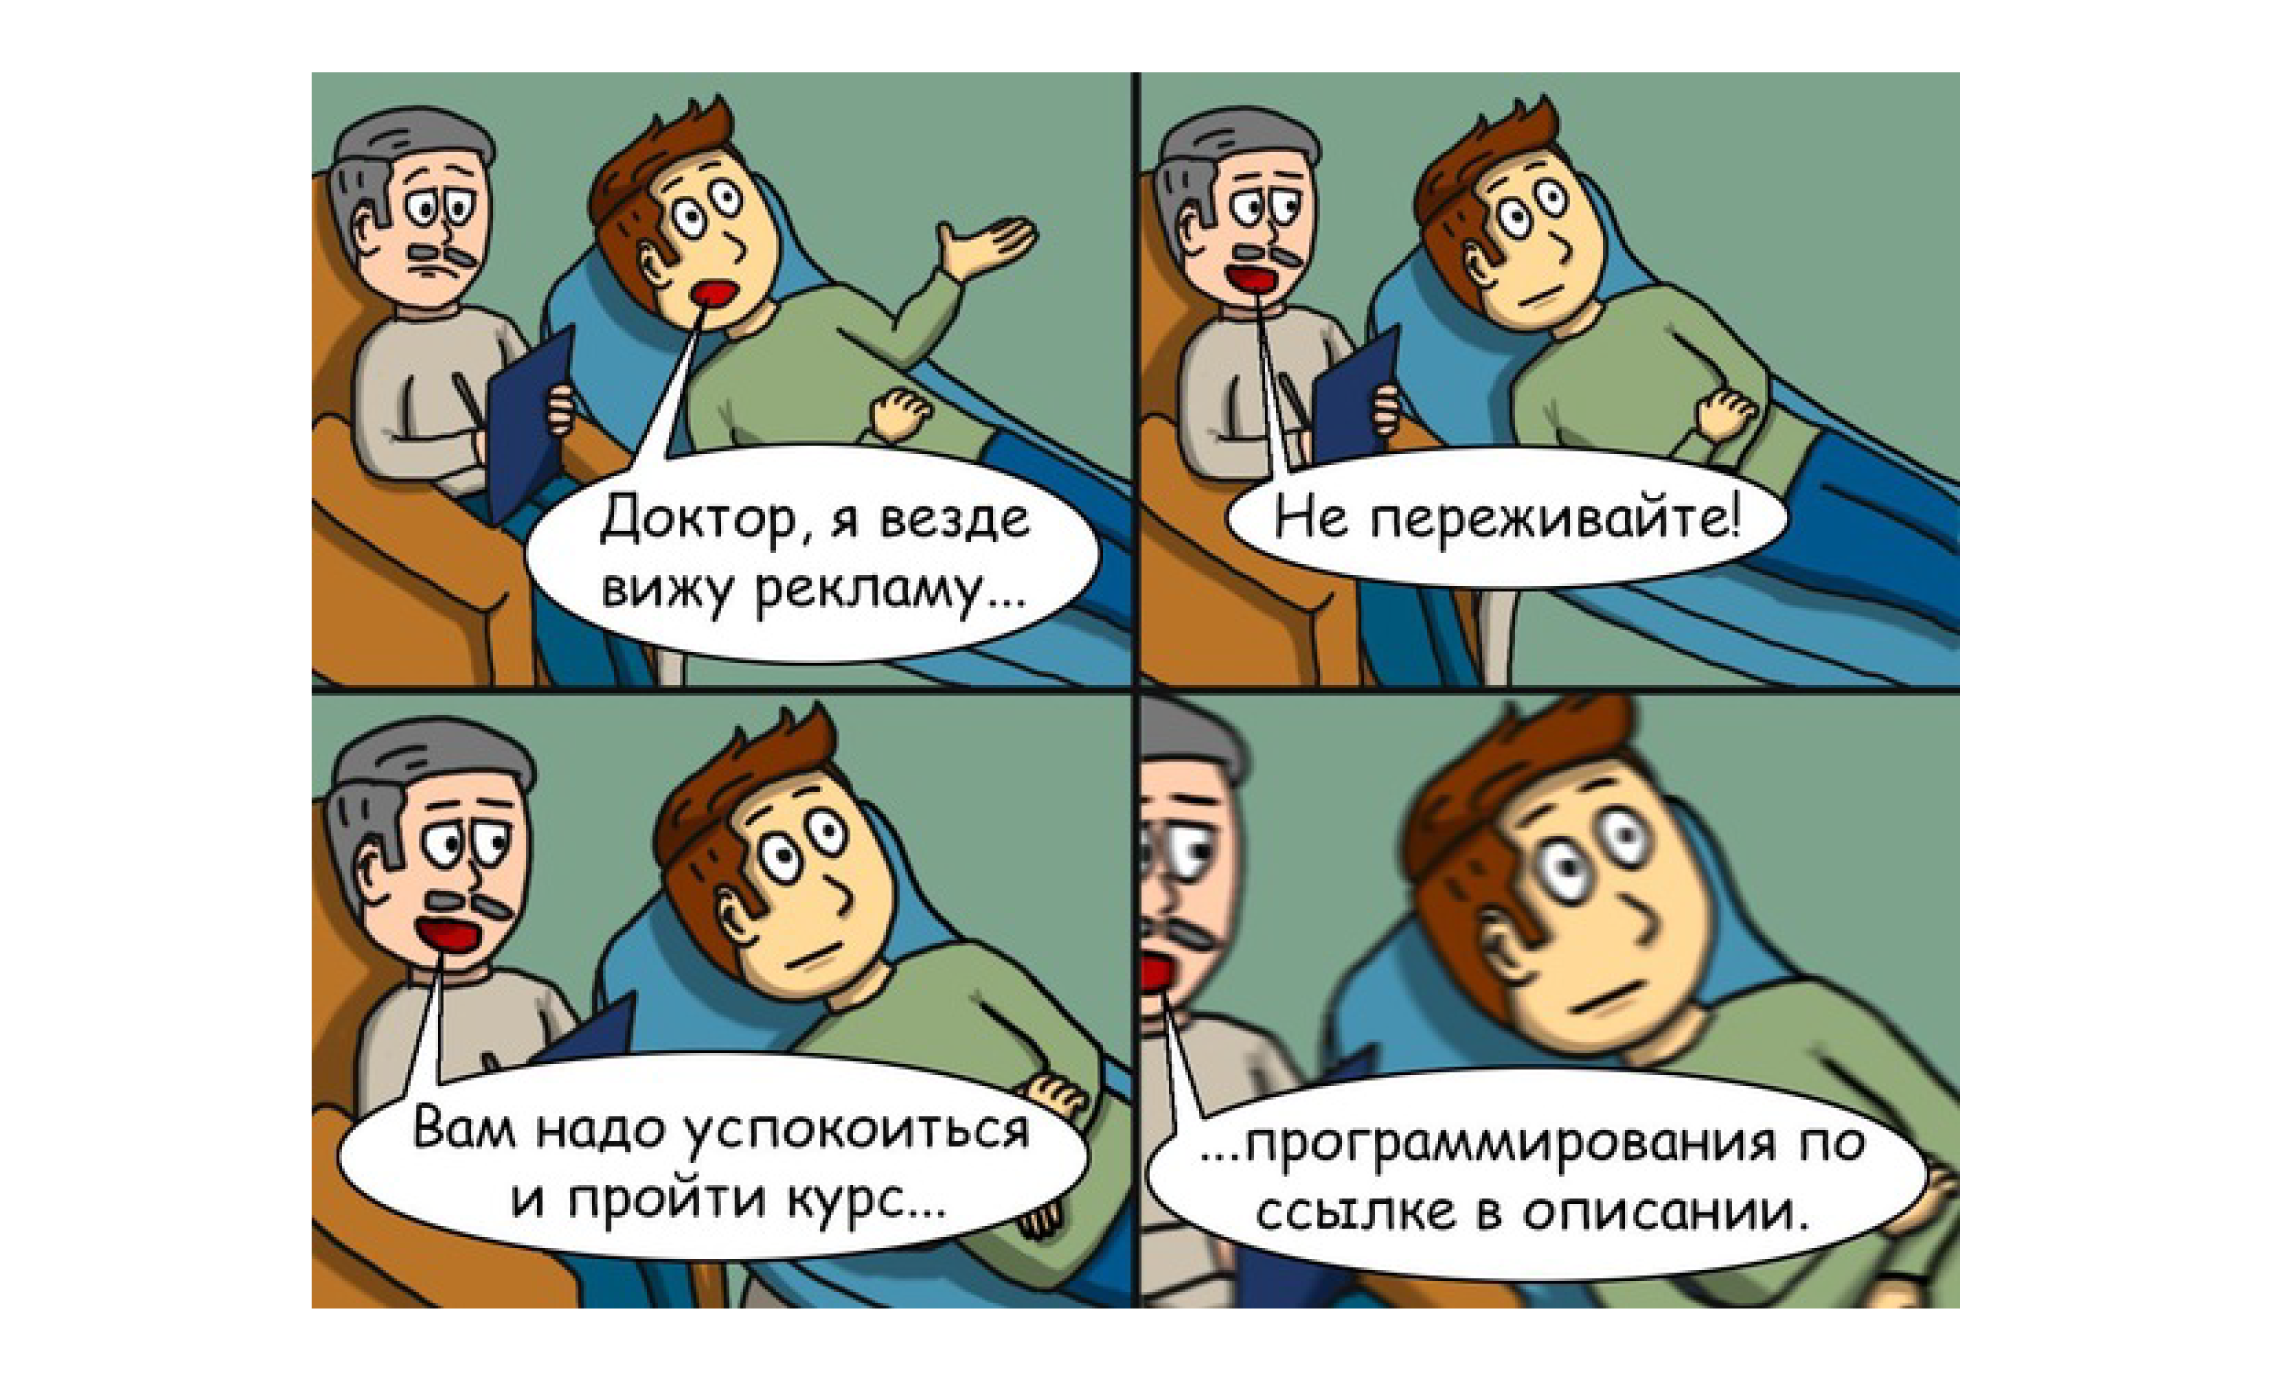 Доктор, я везде
вижу рекламу...
Не переживайте!
Вам надо успокоиться
и пройти курс...
...программирования по
ссылке в описании.